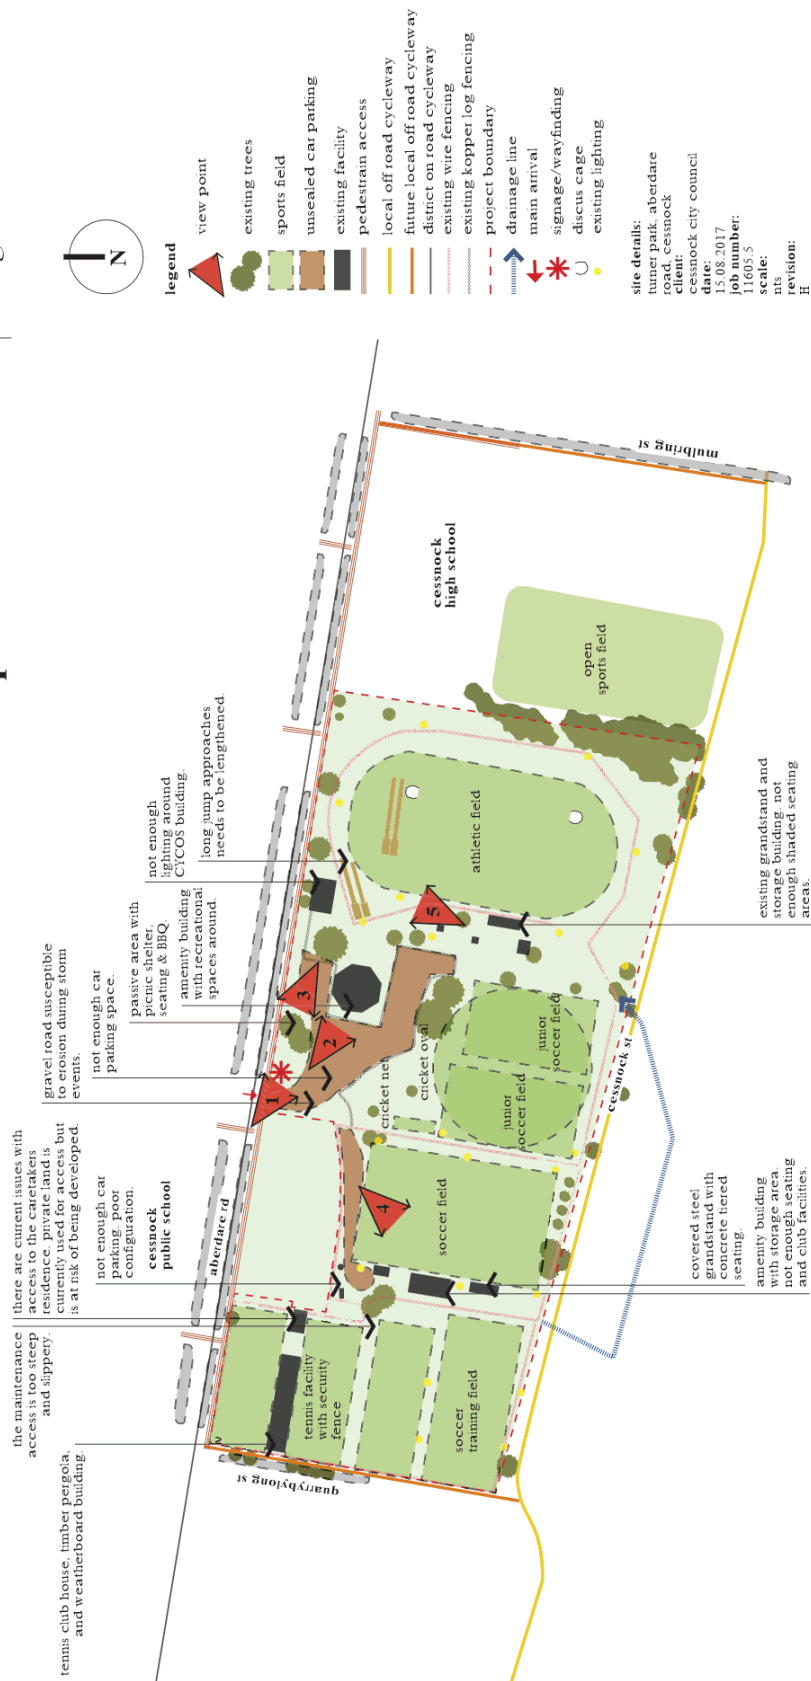 tennis club house, timber pergola,
and weatherboard building.
the maintenance
access is too steep
and slippery.
there are current issues with
access to the caretakers
residence. private land is
currently used for access but
is at risk of being developed.
not enough car
parking. poor
configuration.
cessnock
public school
gravel road susceptible
to erosion during storm
events.
not enough car
parking space.
passive area with
picnic shelter,
seating & BBQ.
amenity building
with recreational
spaces around.
not enough
lighting around
CYCOS building.
long jump approaches
needs to be lengthened.
aberdare rd
quarrybylong st
mulbring st
cessnock st
cessnock
high school
open
sports field
athletic field
cricket net
cricket oval
junior
soccer field
junior
soccer field
soccer field
tennis facility
with security
fence
soccer
training field
1
2
3
4
5
covered steel
grandstand with
concrete tiered
seating.
amenity building
with storage area.
not enough seating
and club facilities.
existing grandstand and
storage building. not
enough shaded seating
areas.
N
legend
view point
existing trees
sports field
unsealed car parking
existing facility
pedestrain access
local off road cycleway
future local off road cycleway
district on road cycleway
existing wire fencing
existing kopper log fencing
project boundary
drainage line
main arrival
signage/wayfinding
discus cage
existing lighting
site details:
turner park, aberdare
road, cessnock
client:
cessnock city council
date:
15.08.2017
job number:
11605.5
scale:
nts
revision:
H